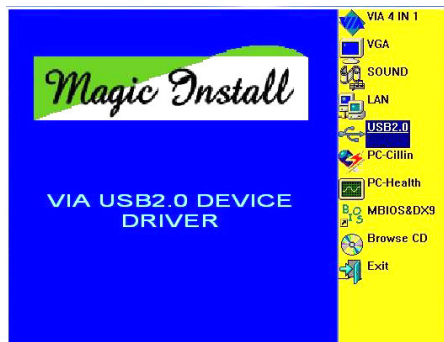 Magic Install
VIA USB2.0 DEVICE
DRIVER
VIA 4 IN 1
VGA
SOUND
LAN
USB2.0
PC-Cillin
PC-Health
MBIOS&DX9
Browse CD
Exit